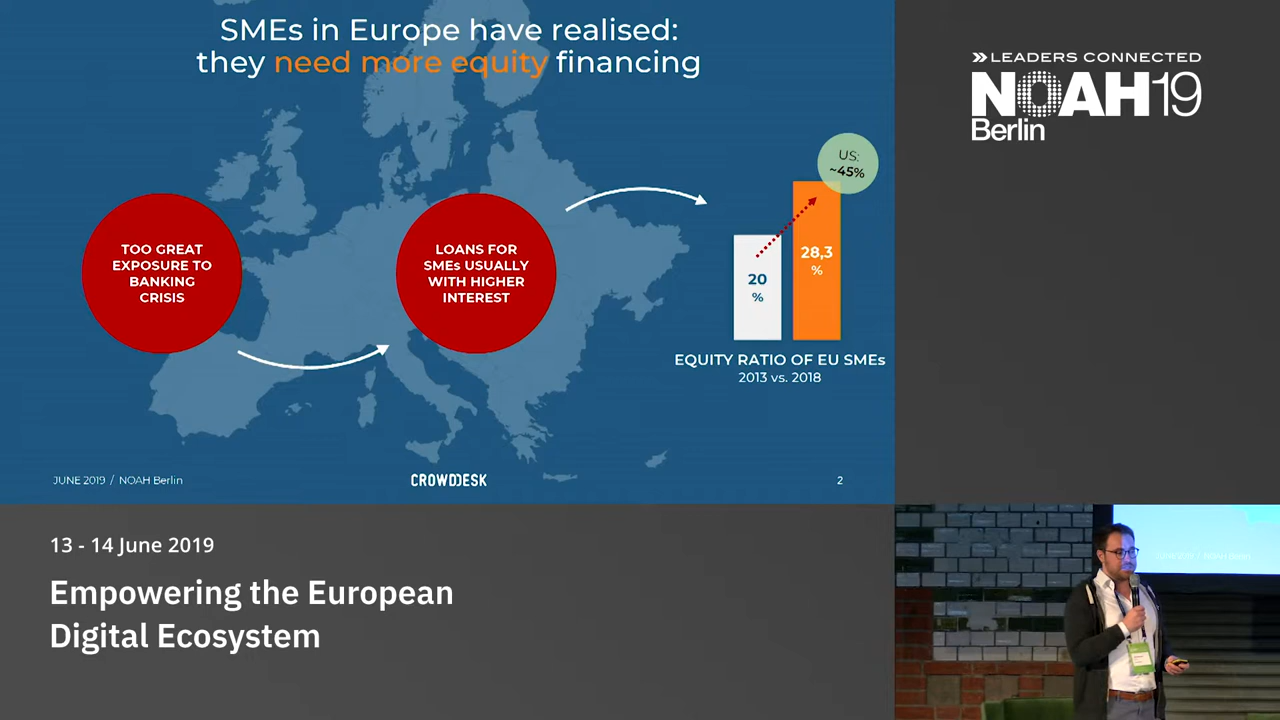 SMEs in Europe have realised:
they need more equity financing
TOO GREAT
EXPOSURE TO
BANKING
CRISIS
LOANS FOR
SMEs USUALLY
WITH HIGHER
INTEREST
US:
~45%
20
%
28,3
%
EQUITY RATIO OF EU SMEs
2013 vs. 2018
JUNE 2019 / NOAH Berlin
CROWDDESK
2
LEADERS CONNECTED
NOAH19
Berlin
13 - 14 June 2019
Empowering the European
Digital Ecosystem